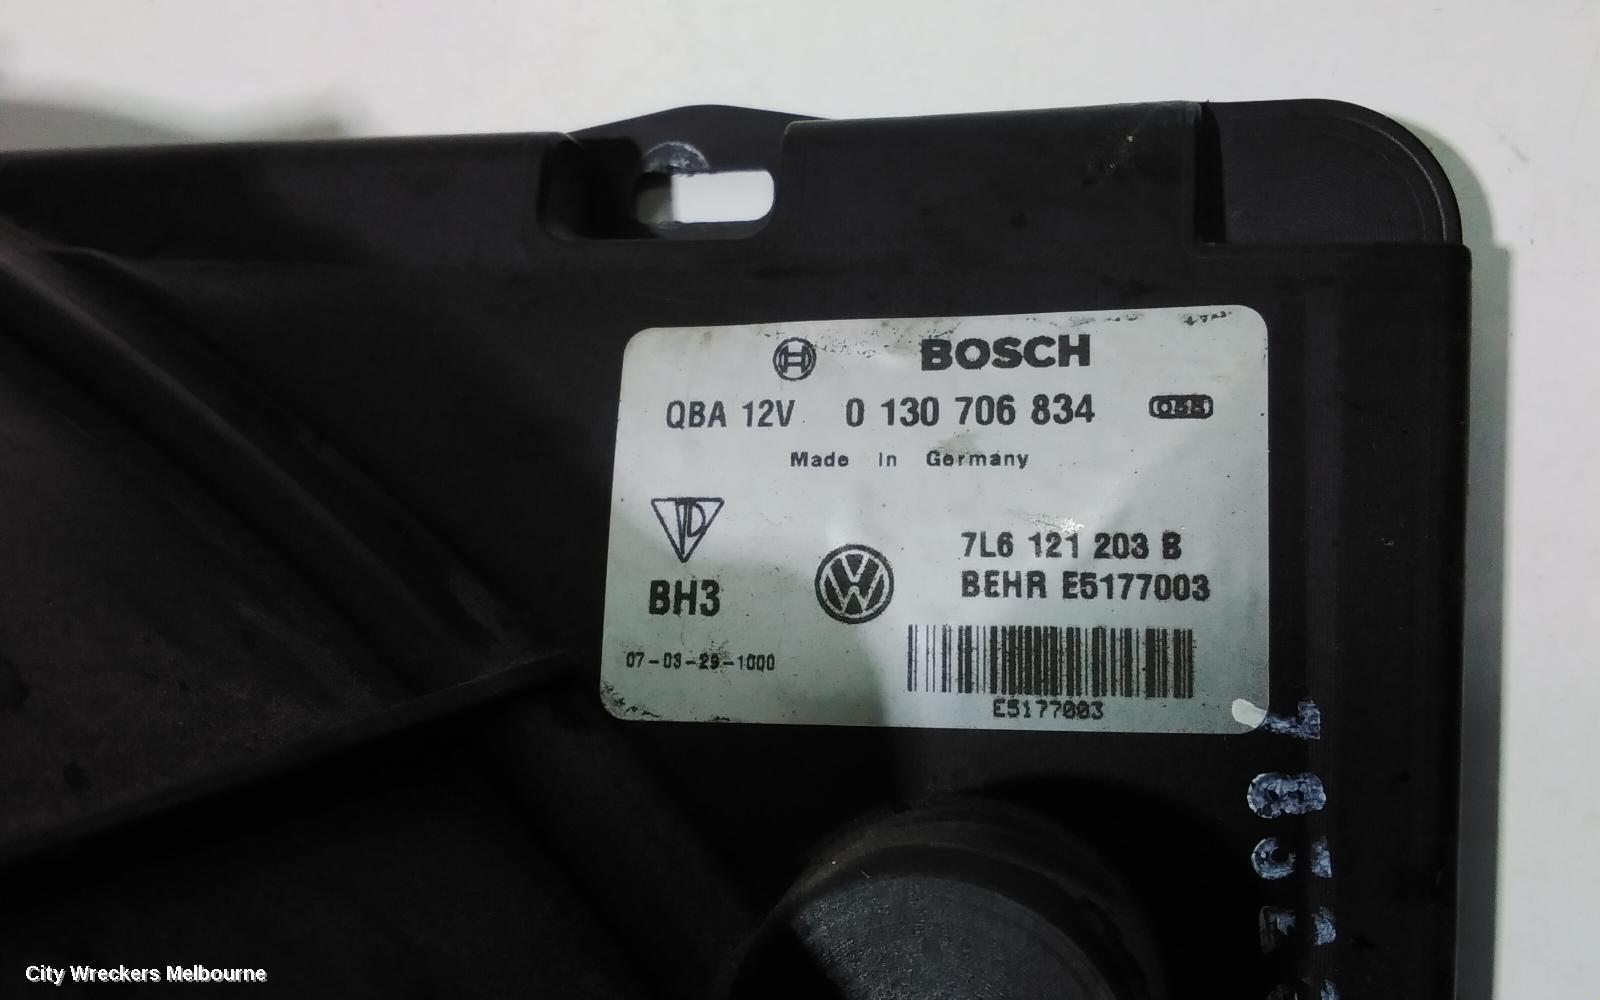 BOSCH
QBA 12V 0 130 706 834
Made in Germany
BH3
7L6 121 203 B
BEHR E5177003
07-03-29-1000
E5177003
City Wreckers Melbourne